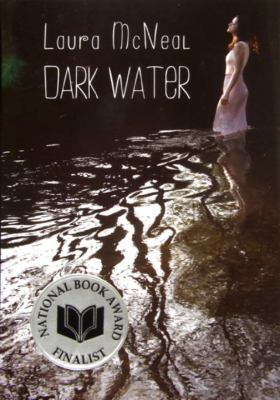 Laura McNeal
DARK WATER
NATIONAL BOOK AWARD
FINALIST